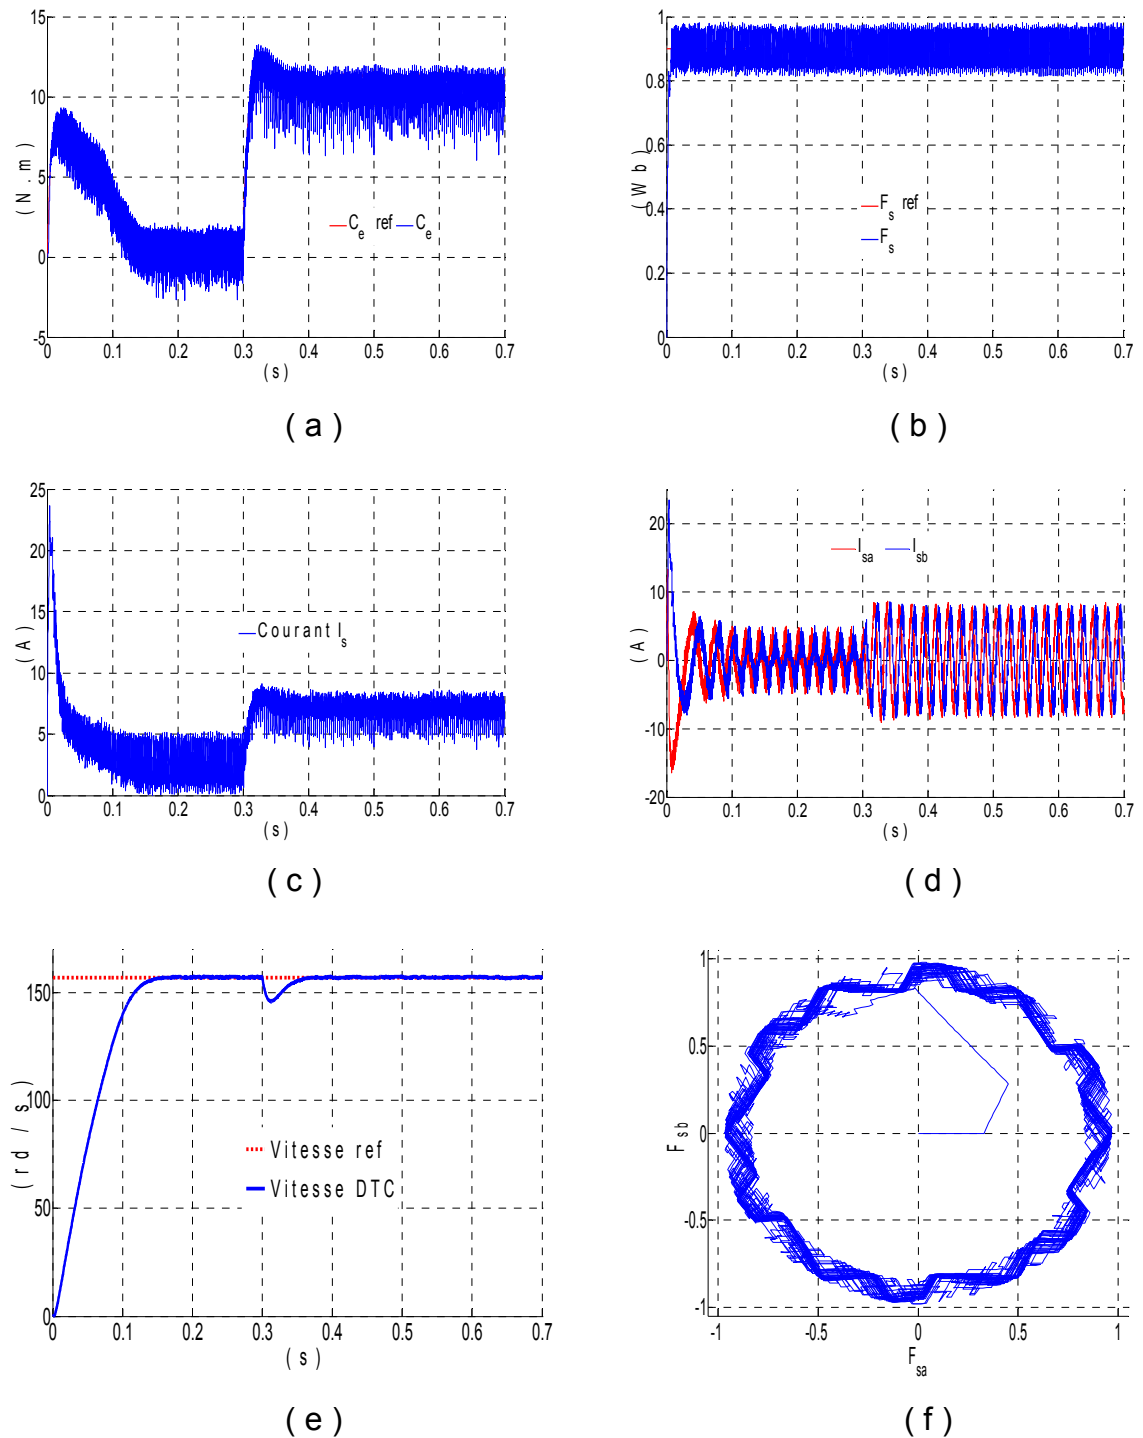 15
10
5
0
-5
0 0.1 0.2 0.3 0.4 0.5 0.6 0.7
(N.m)
(s)
C_e ref C_e
(a)
1
0.8
0.6
0.4
0.2
0
0 0.1 0.2 0.3 0.4 0.5 0.6 0.7
(Wb)
(s)
F_s ref
F_s
(b)
25
20
15
10
5
0
0 0.1 0.2 0.3 0.4 0.5 0.6 0.7
(A)
(s)
Courant I_s
(c)
20
10
0
-10
-20
0 0.1 0.2 0.3 0.4 0.5 0.6 0.7
(A)
(s)
I_sa I_sb
(d)
150
100
50
0
0 0.1 0.2 0.3 0.4 0.5 0.6 0.7
(rd/s)
(s)
Vitesse ref
Vitesse DTC
(e)
1
0.5
0
-0.5
-1
-1 -0.5 0 0.5 1
F_sb
F_sa
(f)